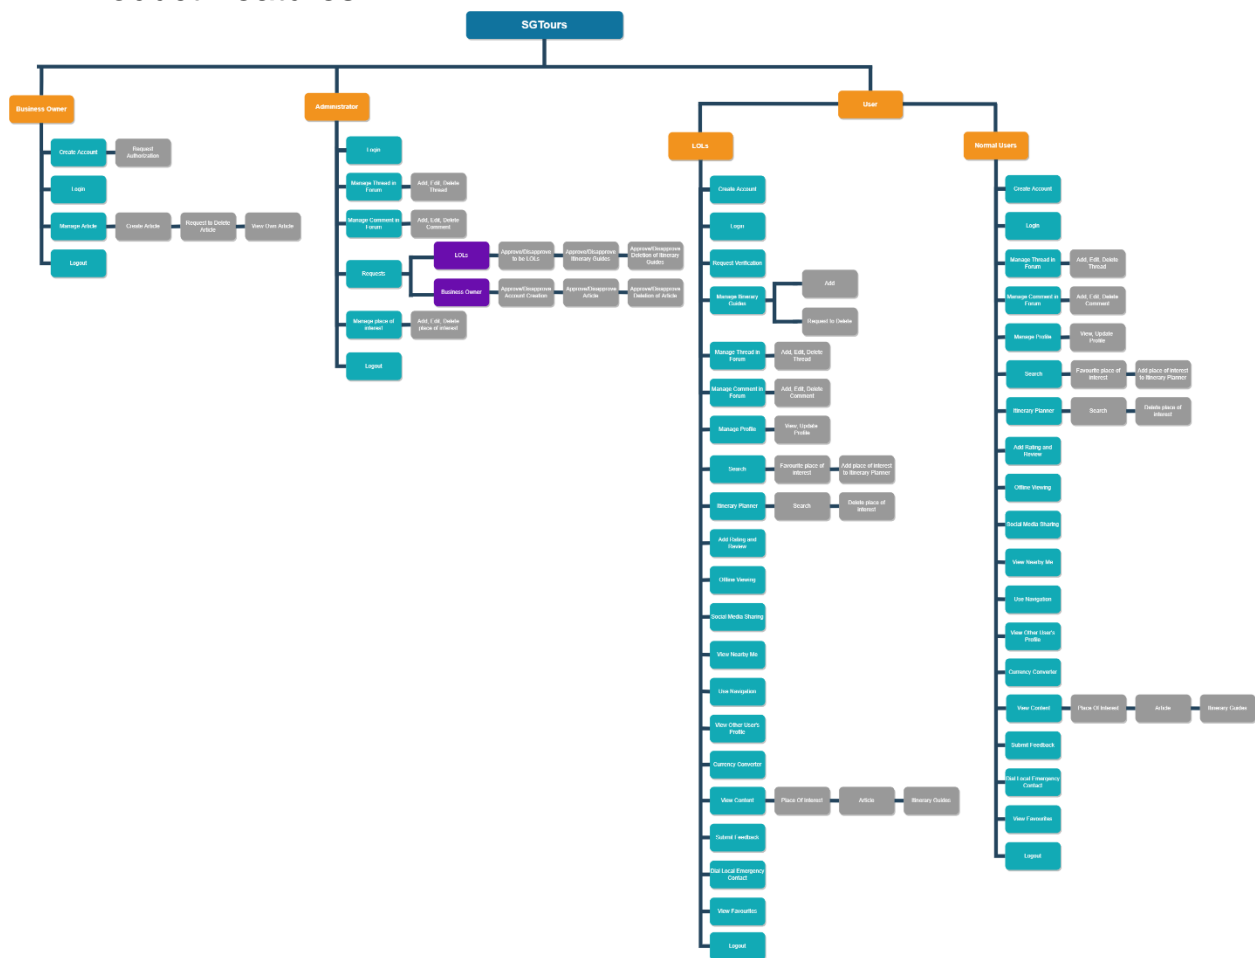 SGTours
Business Owner
Create Account
Request
Authorization
Login
Manage Article
Create Article
Request to Delete
Article
View Own Article
Logout
Administrator
Login
Manage Thread in
Forum
Add, Edit, Delete
Thread
Manage Comment in
Forum
Add, Edit, Delete
Comment
Requests
LOLs
Approve/Disapprove
to be LOLs
Approve/Disapprove
Itinerary Guides
Approve/Disapprove
Deletion of Itinerary
Guides
Business Owner
Approve/Disapprove
Account Creation
Approve/Disapprove
Article
Approve/Disapprove
Deletion of Article
Manage place of
interest
Add, Edit, Delete
place of interest
Logout
User
LOLs
Create Account
Login
Request Verification
Manage Itinerary
Guides
Add
Request to Delete
Manage Thread in
Forum
Add, Edit, Delete
Thread
Manage Comment in
Forum
Add, Edit, Delete
Comment
Manage Profile
View, Update
Profile
Search
Favourite place of
interest
Add place of interest
to Itinerary Planner
Itinerary Planner
Search
Delete place of
interest
Add Rating and
Review
Offline Viewing
Social Media Sharing
View Nearby Me
Use Navigation
View Other User's
Profile
Currency Converter
View Content
Place Of Interest
Article
Itinerary Guides
Submit Feedback
Dial Local Emergency
Contact
View Favourites
Logout
Normal Users
Create Account
Login
Manage Thread in
Forum
Add, Edit, Delete
Thread
Manage Comment in
Forum
Add, Edit, Delete
Comment
Manage Profile
View, Update
Profile
Search
Favourite place of
interest
Add place of interest
to Itinerary Planner
Itinerary Planner
Search
Delete place of
interest
Add Rating and
Review
Offline Viewing
Social Media Sharing
View Nearby Me
Use Navigation
View Other User's
Profile
Currency Converter
View Content
Place Of Interest
Article
Itinerary Guides
Submit Feedback
Dial Local Emergency
Contact
View Favourites
Logout